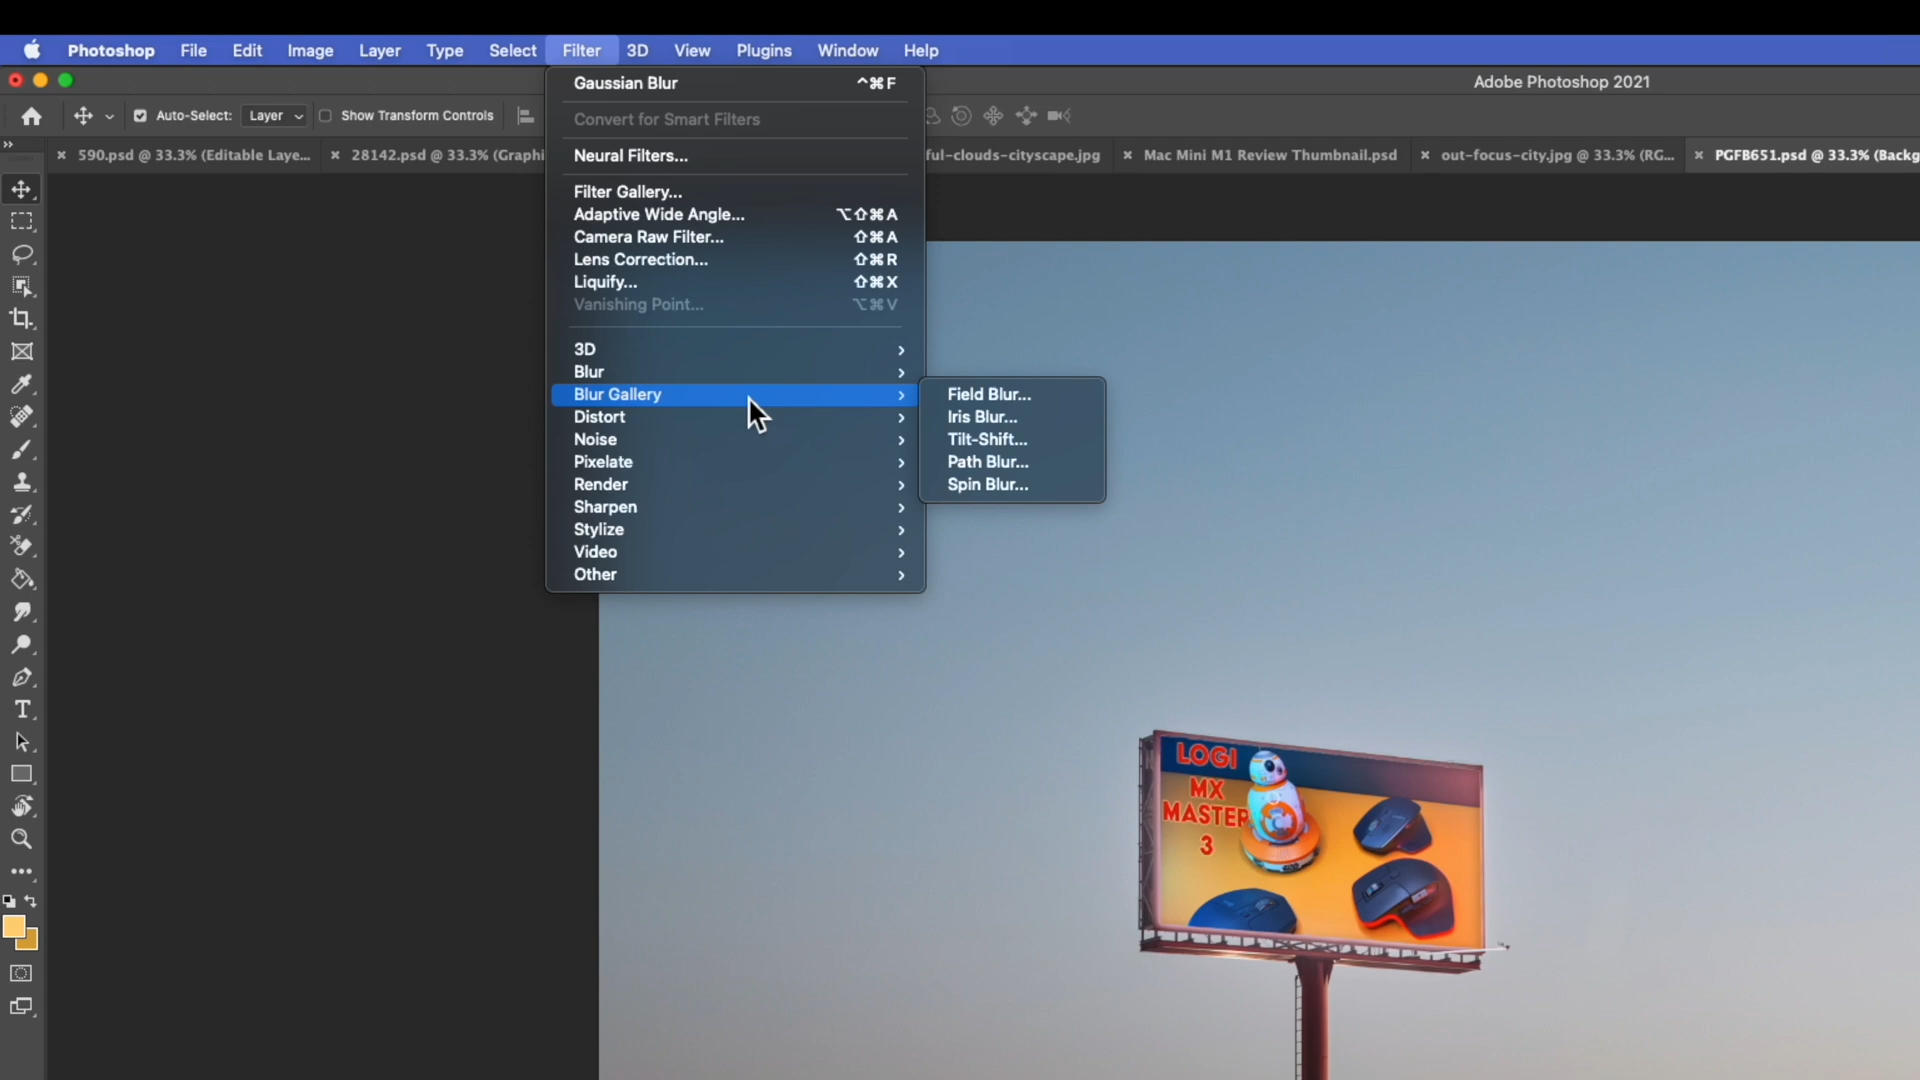 Photoshop File Edit Image Layer Type Select Filter 3D View Plugins Window Help
Adobe Photoshop 2021
Auto-Select: Layer Show Transform Controls
590.psd @ 33.3% (Editable Laye...
28142.psd @ 33.3% (Graphi
ful-clouds-cityscape.jpg
Mac Mini M1 Review Thumbnail.psd
out-focus-city.jpg @ 33.3% (RG...
PGFB651.psd @ 33.3% (Backg
Gaussian Blur ^⌘F
Convert for Smart Filters
Neural Filters...
Filter Gallery...
Adaptive Wide Angle... ⌥⇧⌘A
Camera Raw Filter... ⇧⌘A
Lens Correction... ⇧⌘R
Liquify... ⇧⌘X
Vanishing Point... ⌥⌘V
3D
Blur
Blur Gallery
Distort
Noise
Pixelate
Render
Sharpen
Stylize
Video
Other
Field Blur...
Iris Blur...
Tilt-Shift...
Path Blur...
Spin Blur...
LOGI
MX
MASTER
3